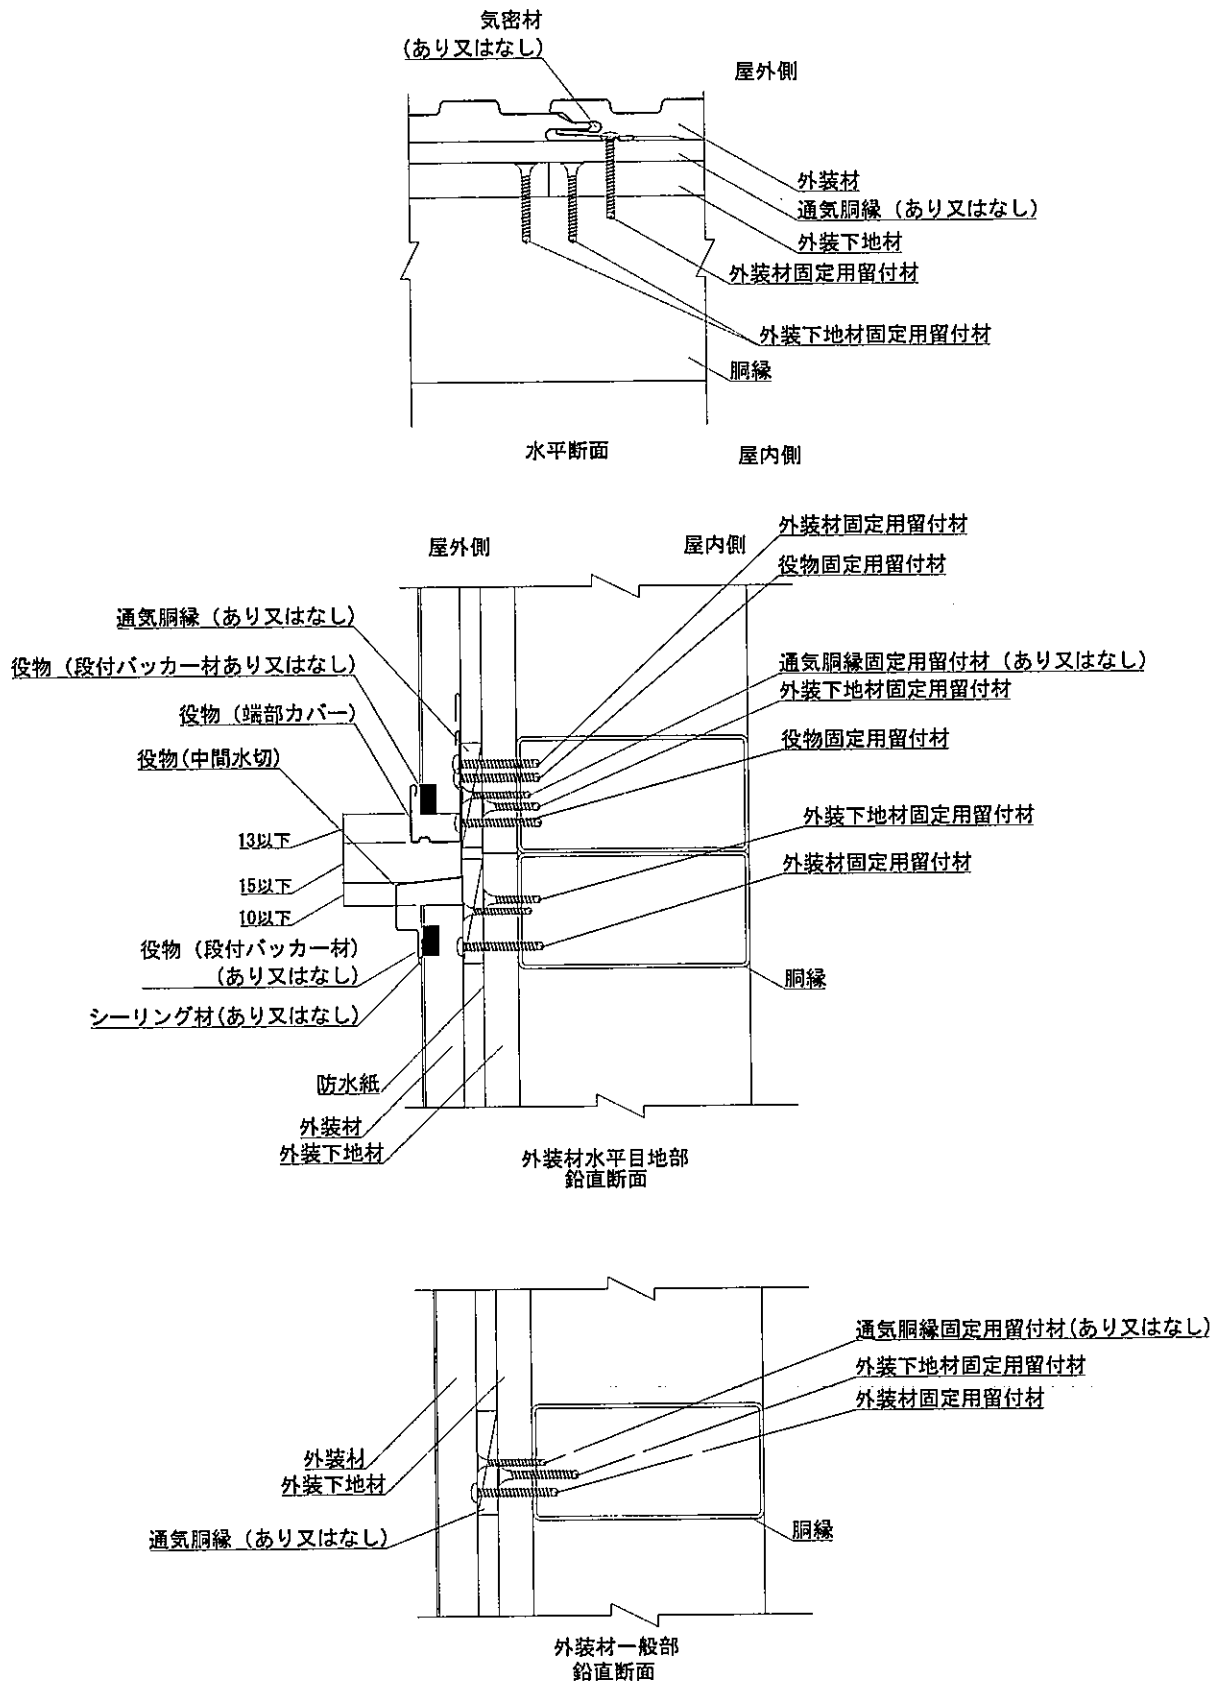 気密材
(あり又はなし)
屋外側
外装材
通気胴縁 (あり又はなし)
外装下地材
外装材固定用留付材
外装下地材固定用留付材
胴縁
水平断面
屋内側
外装材固定用留付材
屋外側
屋内側
役物固定用留付材
通気胴縁 (あり又はなし)
役物 (段付バッカー材あり又はなし)
通気胴縁固定用留付材 (あり又はなし)
外装下地材固定用留付材
役物 (端部カバー)
役物固定用留付材
役物(中間水切)
外装下地材固定用留付材
13以下
外装材固定用留付材
15以下
10以下
役物 (段付バッカー材)
(あり又はなし)
胴縁
シーリング材(あり又はなし)
防水紙
外装材
外装下地材
外装材水平目地部
鉛直断面
通気胴縁固定用留付材(あり又はなし)
外装下地材固定用留付材
外装材固定用留付材
外装材
外装下地材
通気胴縁 (あり又はなし)
胴縁
外装材一般部
鉛直断面